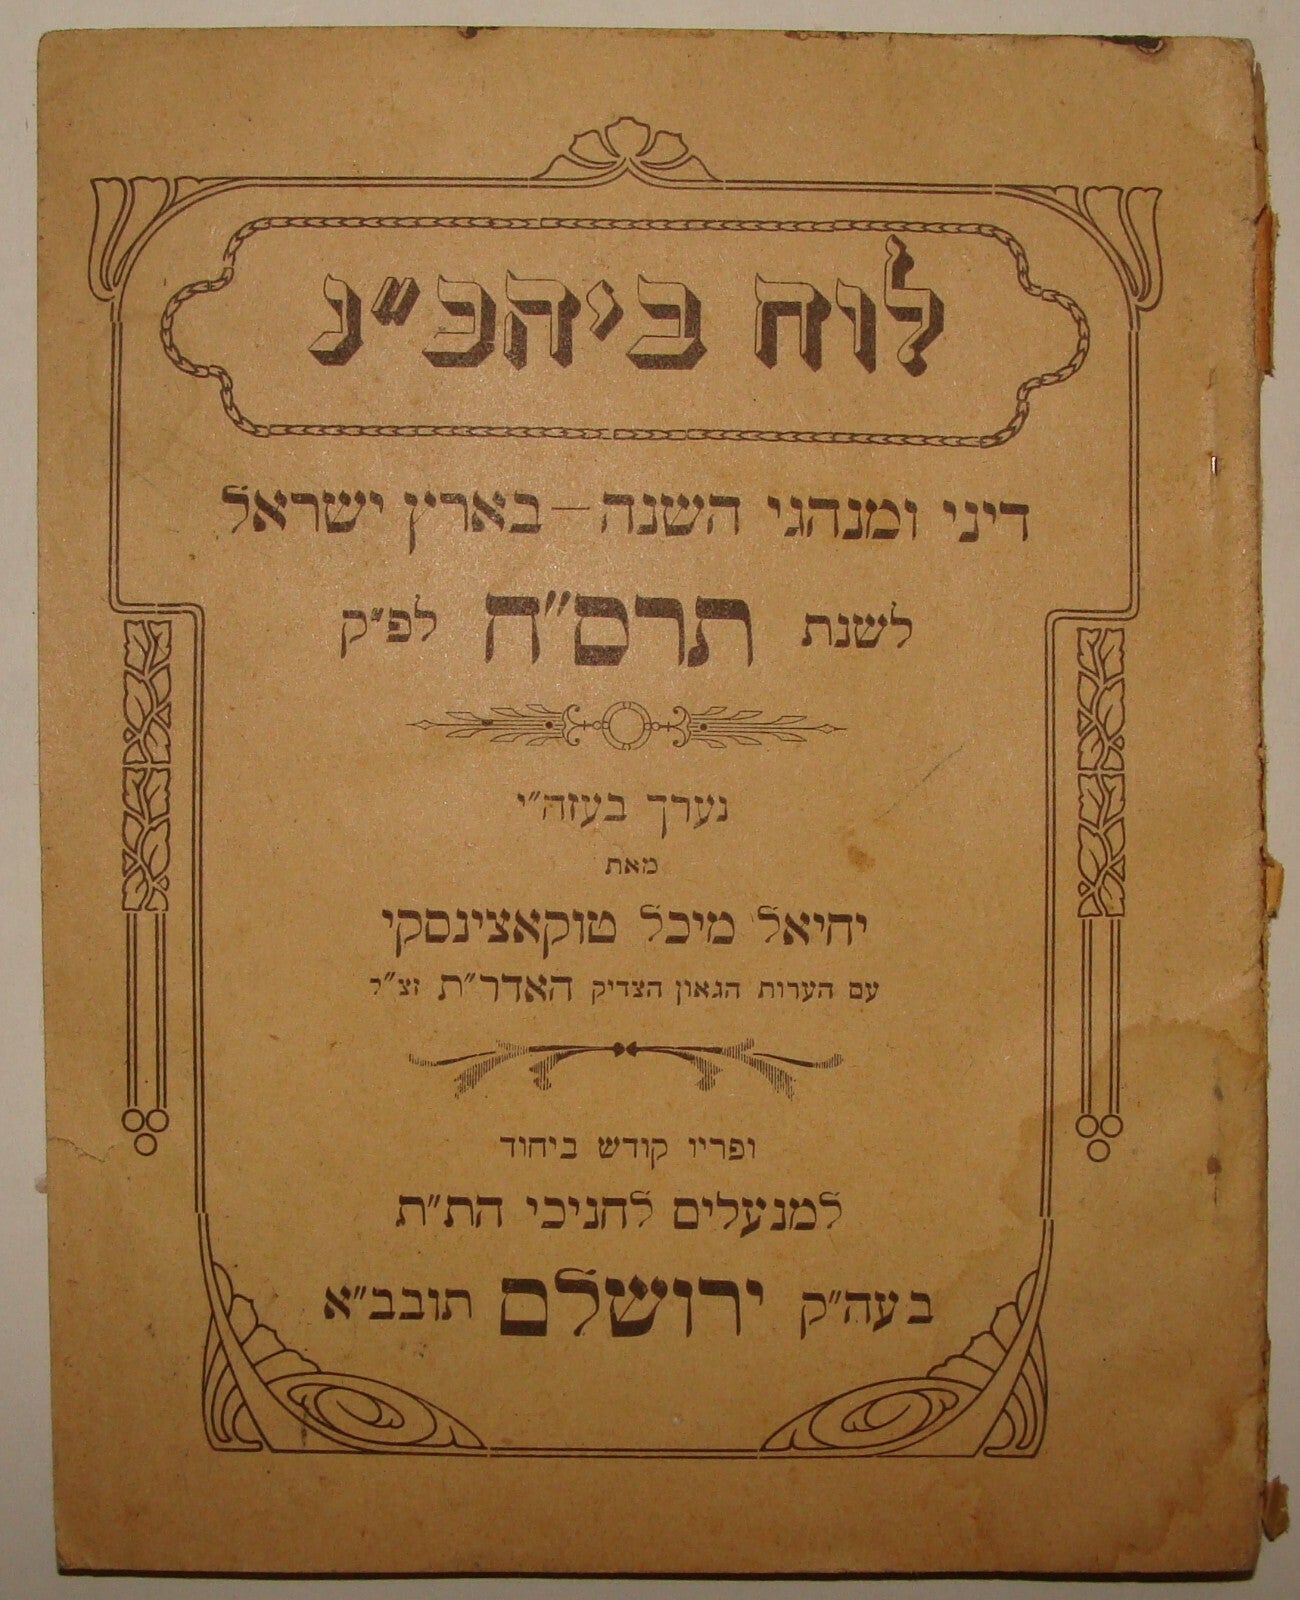 לוח ביהכ״נ
דיני ומנהגי השנה – בארץ ישראל
לשנת תרס״ח לפ״ק
נערך בעזה״י
מאת
יחיאל מיכל טוקאצינסקי
עם הערות הגאון הצדיק האדר״ת זצ״ל
ופריו קודש ביחוד
למנעלים לחניכי הת״ת
בעה״ק ירושלם תובב״א